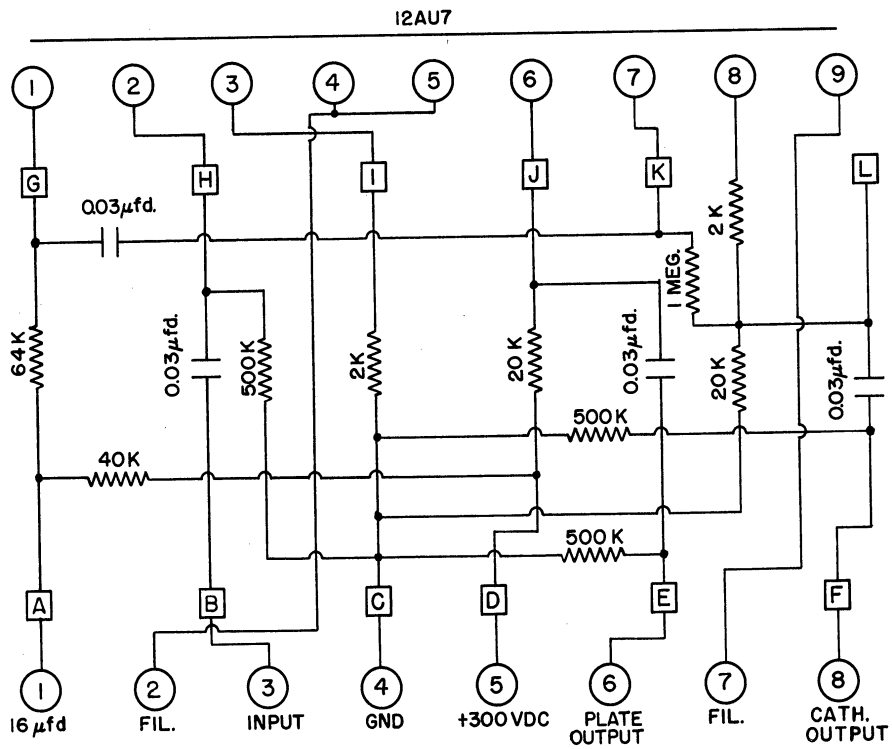 12AU7
1 2 3 4 5 6 7 8 9
G H I J K L
0.03µfd.
2K
1 MEG.
64K
0.03µfd.
500K
2K
20K
0.03µfd.
20K
0.03µfd.
500K
40K
500K
A B C D E F
1 2 3 4 5 6 7 8
16µfd FIL. INPUT GND +300 VDC PLATE FIL. CATH.
OUTPUT OUTPUT